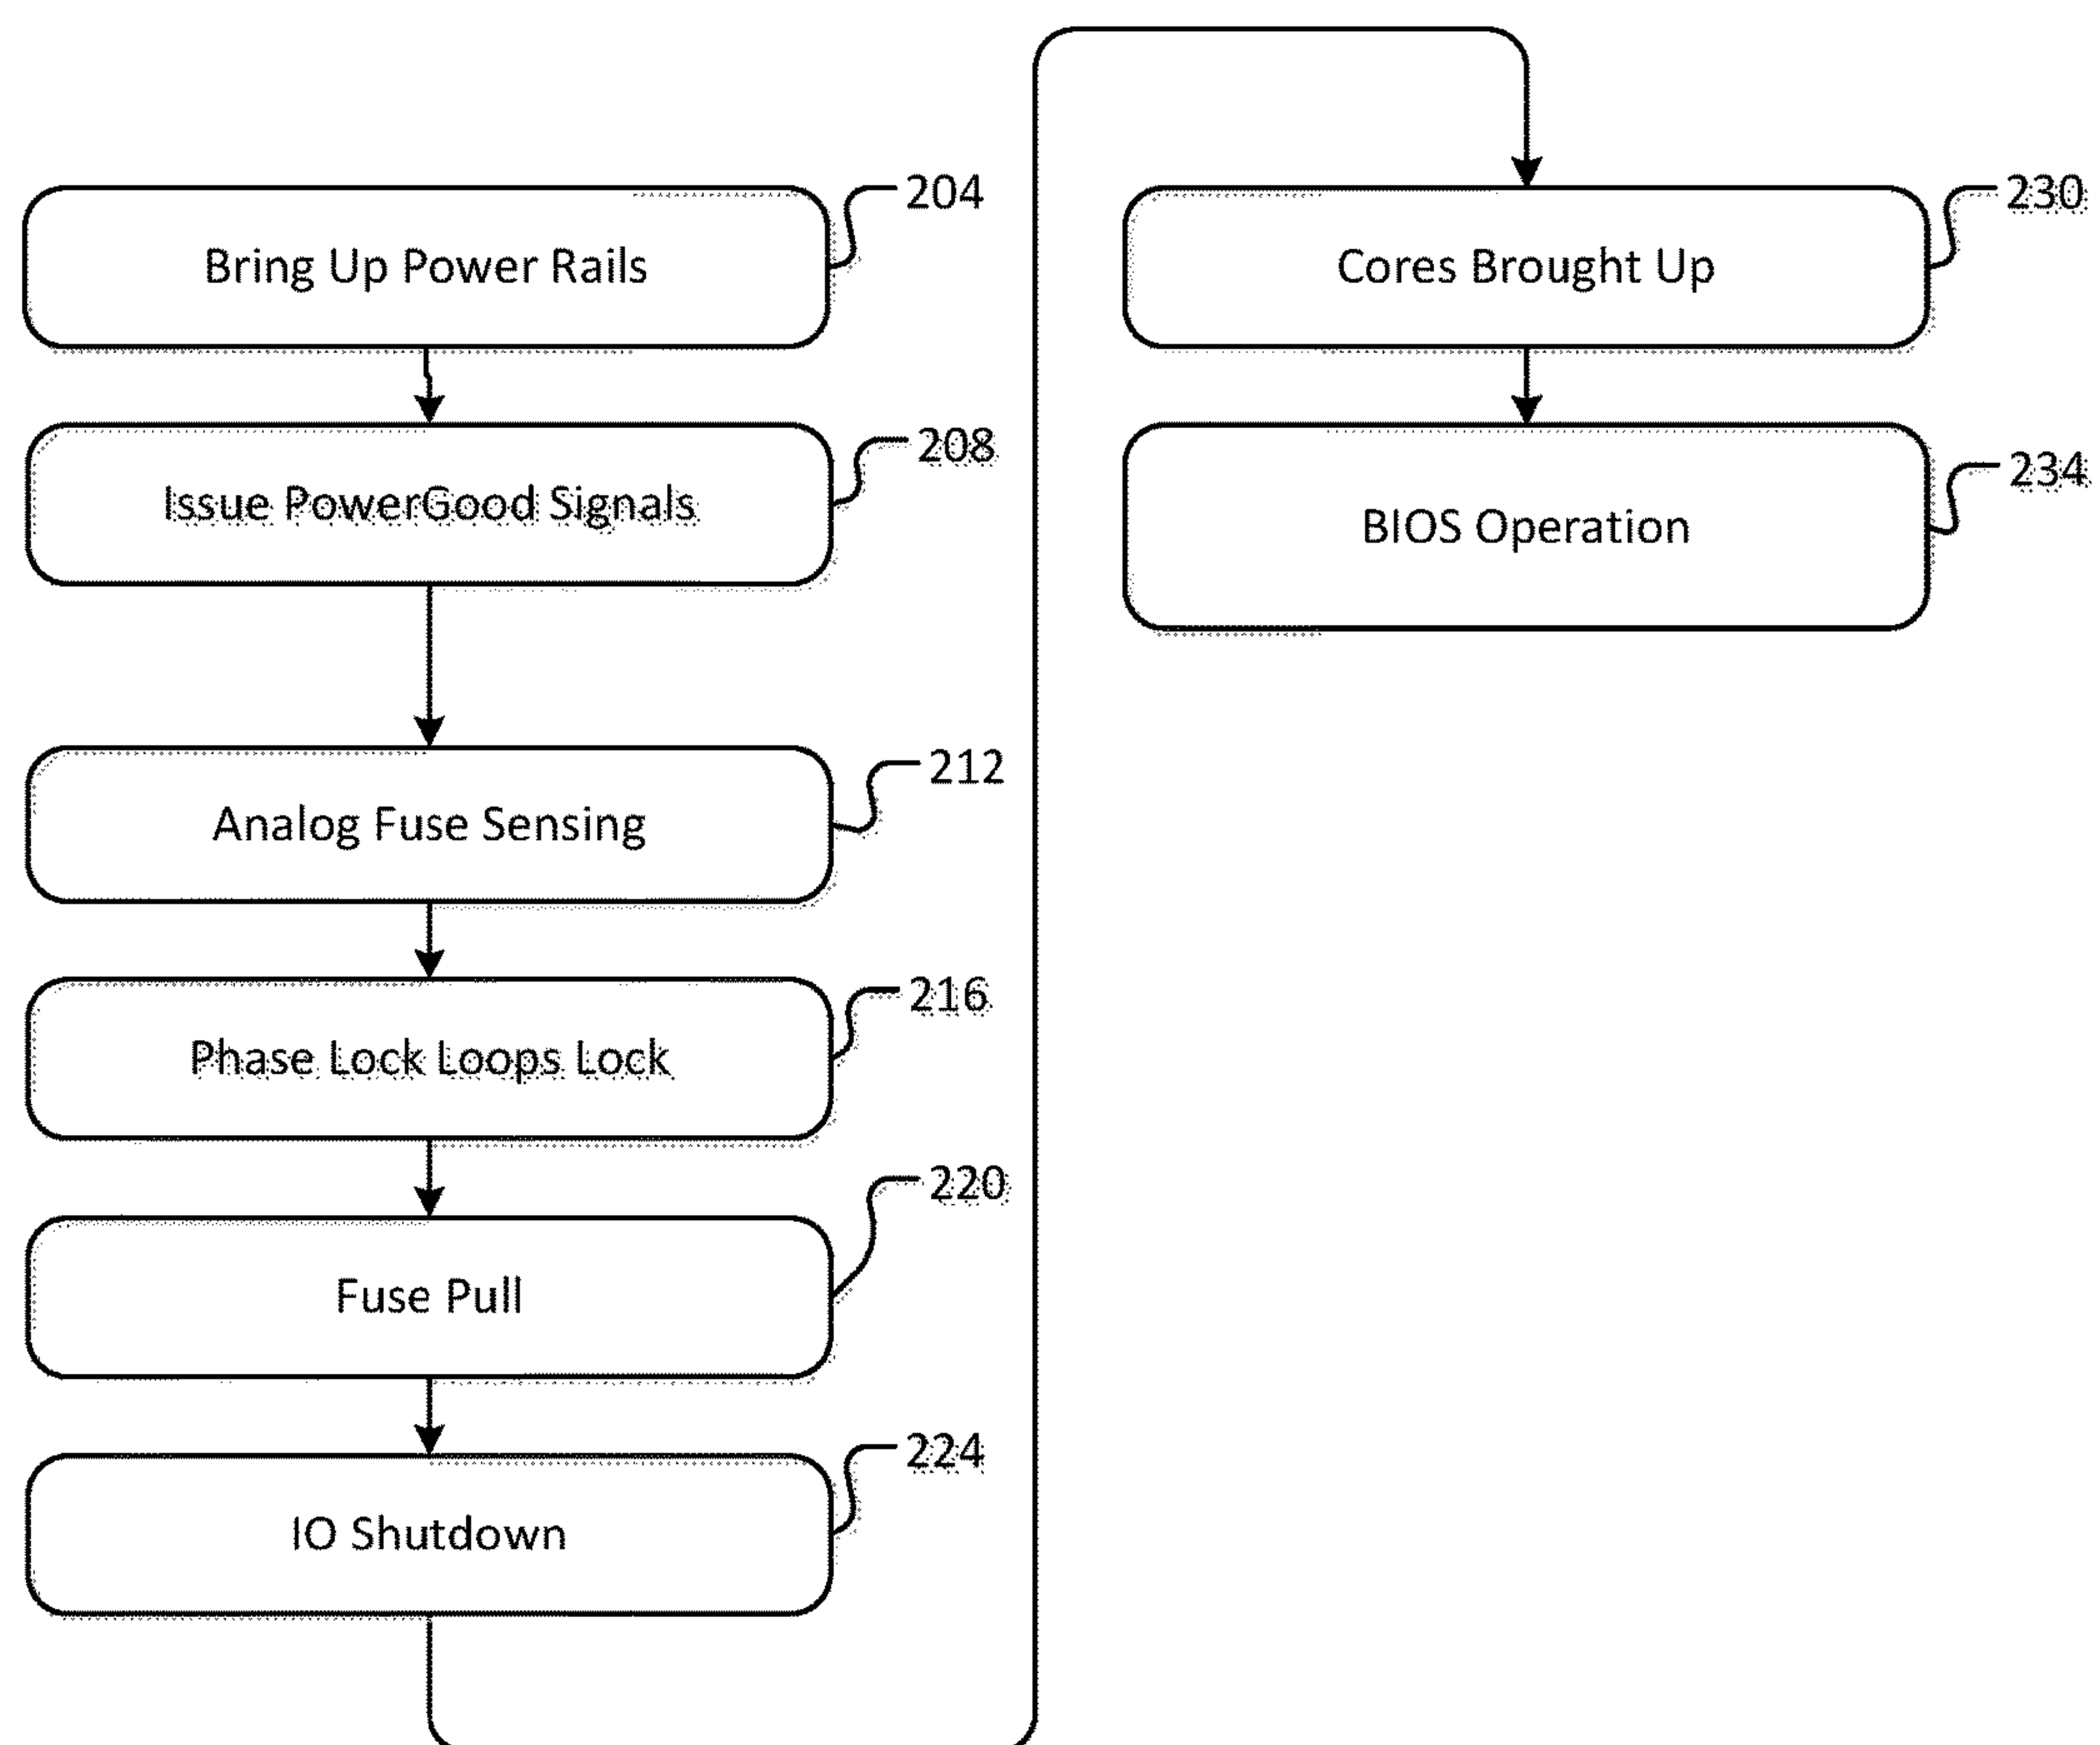 Bring Up Power Rails
204
Issue PowerGood Signals
208
Analog Fuse Sensing
212
Phase Lock Loops Lock
216
Fuse Pull
220
IO Shutdown
224
Cores Brought Up
230
BIOS Operation
234